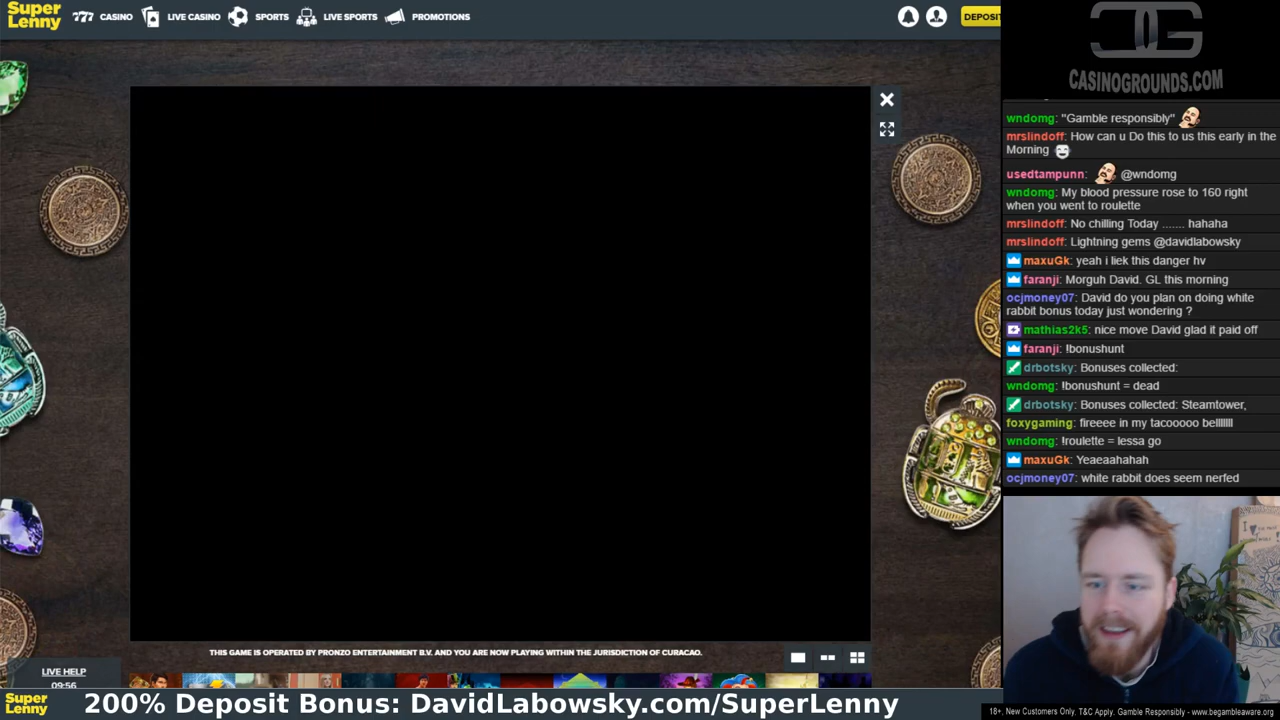 Super Lenny
777 CASINO LIVE CASINO SPORTS LIVE SPORTS PROMOTIONS
DEPOSIT
CASINOGROUNDS.COM
wndomg: "Gamble responsibly"
mrslindoff: How can u Do this to us this early in the
Morning
usedtampunn: @wndomg
wndomg: My blood pressure rose to 160 right
when you went to roulette
mrslindoff: No chilling Today ....... hahaha
mrslindoff: Lightning gems @davidlabowsky
maxuGk: yeah i liek this danger hv
faranji: Morguh David. GL this morning
ocjmoney07: David do you plan on doing white
rabbit bonus today just wondering ?
mathias2k5: nice move David glad it paid off
faranji: !bonushunt
drbotsky: Bonuses collected:
wndomg: !bonushunt = dead
drbotsky: Bonuses collected: Steamtower,
foxygaming: fireeee in my tacooooo belllllll
wndomg: !roulette = lessa go
maxuGk: Yeaeaahahah
ocjmoney07: white rabbit does seem nerfed
THIS GAME IS OPERATED BY PRONZO ENTERTAINMENT B.V. AND YOU ARE NOW PLAYING WITHIN THE JURISDICTION OF CURACAO.
LIVE HELP
09:56
Super Lenny
200% Deposit Bonus: DavidLabowsky.com/SuperLenny
18+, New Customers Only, T&C Apply, Gamble Responsibly - www.begambleaware.org